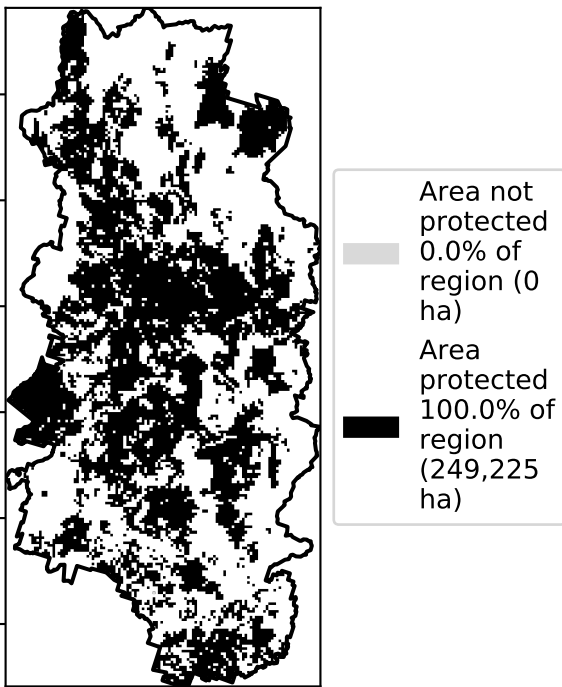 Area not
protected
0.0% of
region (0
ha)
Area
protected
100.0% of
region
(249,225
ha)